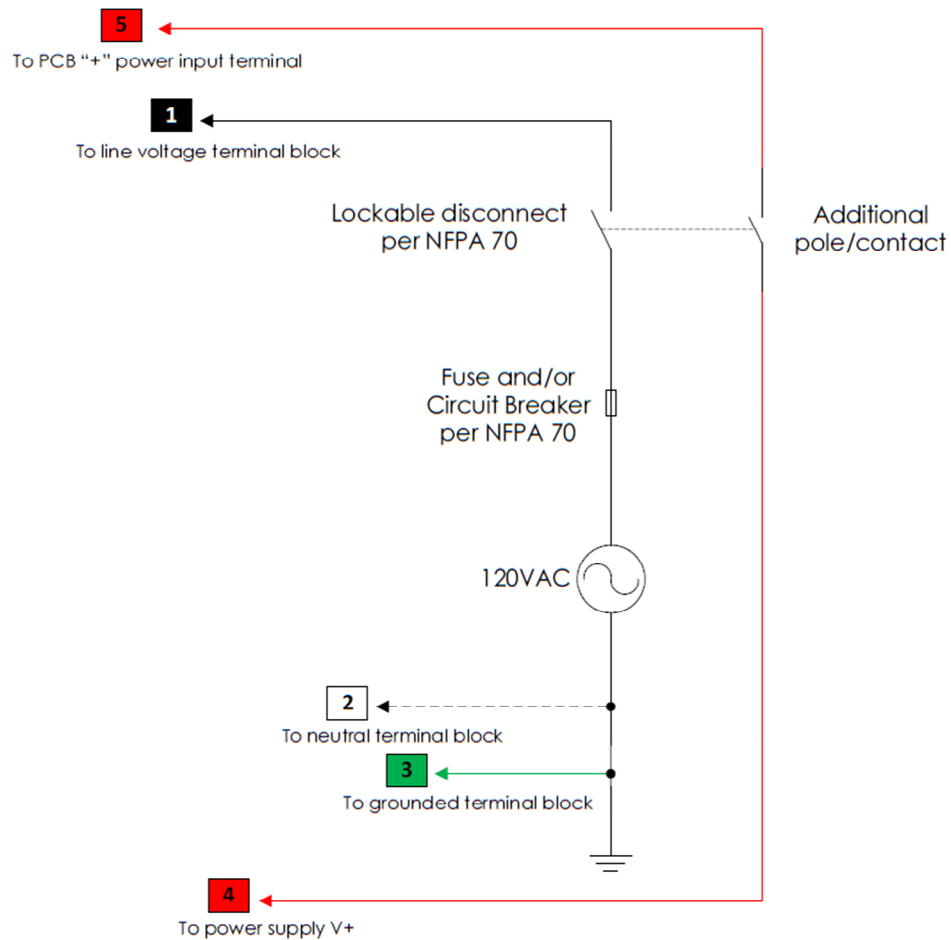 5
To PCB “+” power input terminal
1
To line voltage terminal block
Lockable disconnect
per NFPA 70
Additional
pole/contact
Fuse and/or
Circuit Breaker
per NFPA 70
120VAC
2
To neutral terminal block
3
To grounded terminal block
4
To power supply V+